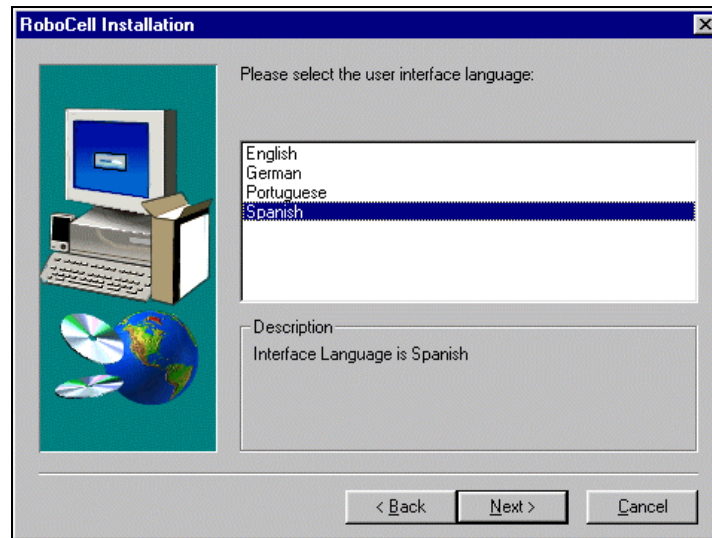 RoboCell Installation
Please select the user interface language:
English
German
Portuguese
Spanish
Description
Interface Language is Spanish
< Back
Next >
Cancel